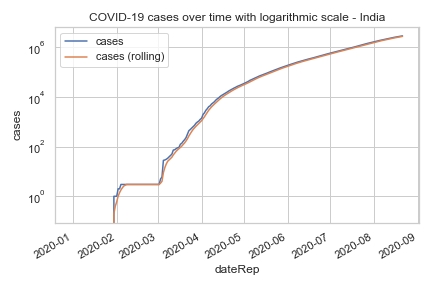 COVID-19 cases over time with logarithmic scale - India
cases
cases (rolling)
10^6
10^4
10^2
10^0
cases
2020-01
2020-02
2020-03
2020-04
2020-05
2020-06
2020-07
2020-08
2020-09
dateRep